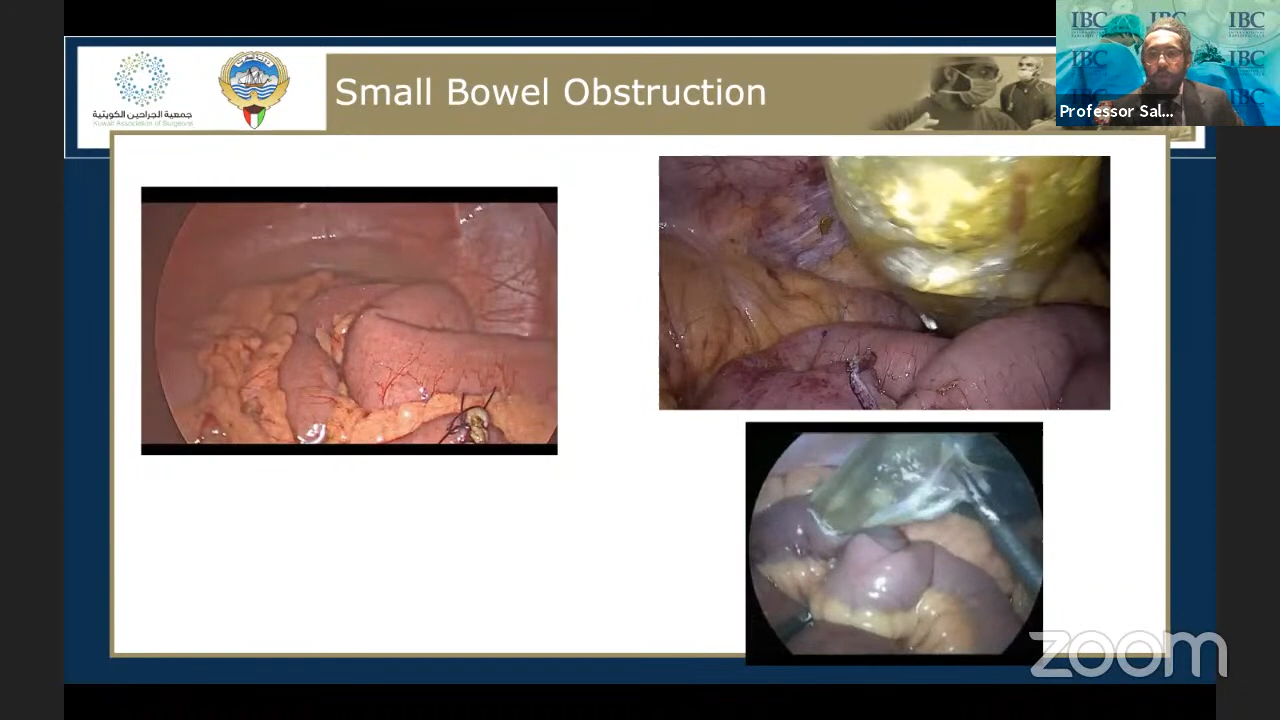 Small Bowel Obstruction
جمعية الجراحين الكويتية
Kuwait Association of Surgeons
IBC
IBC
IBC
IBC
IBC
Professor Sal...
zoom